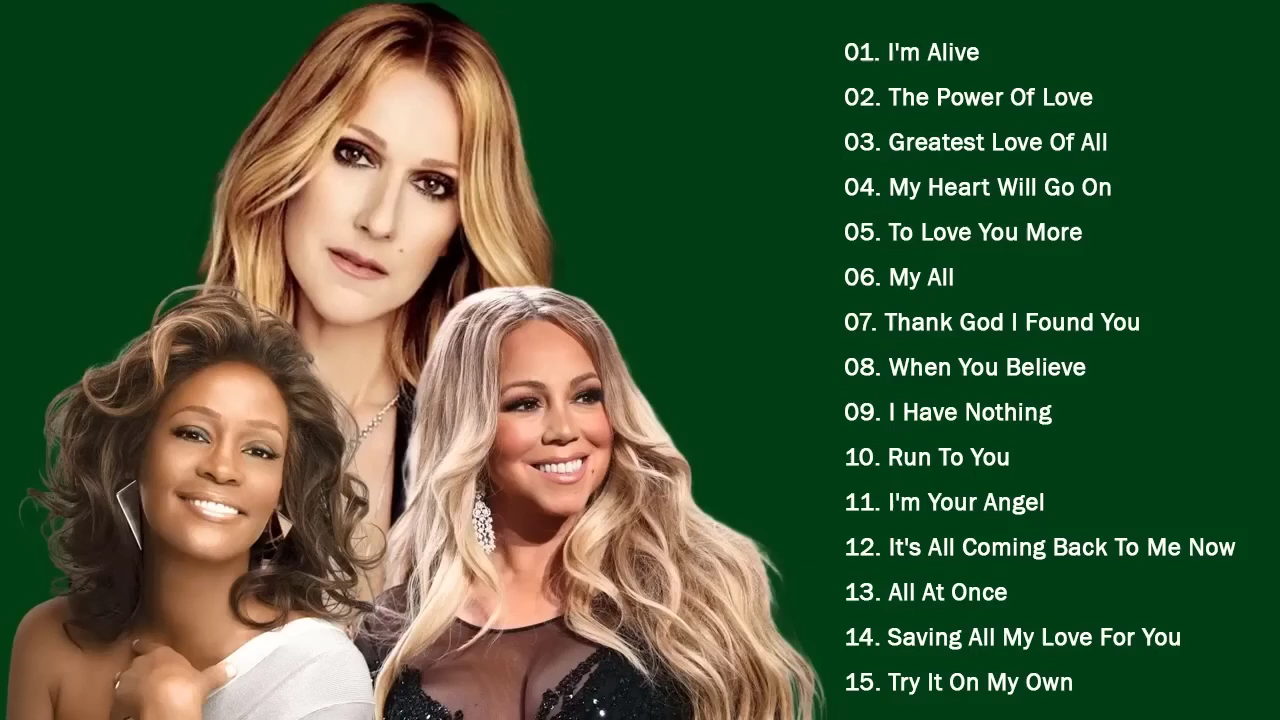 01. I'm Alive
02. The Power Of Love
03. Greatest Love Of All
04. My Heart Will Go On
05. To Love You More
06. My All
07. Thank God I Found You
08. When You Believe
09. I Have Nothing
10. Run To You
11. I'm Your Angel
12. It's All Coming Back To Me Now
13. All At Once
14. Saving All My Love For You
15. Try It On My Own